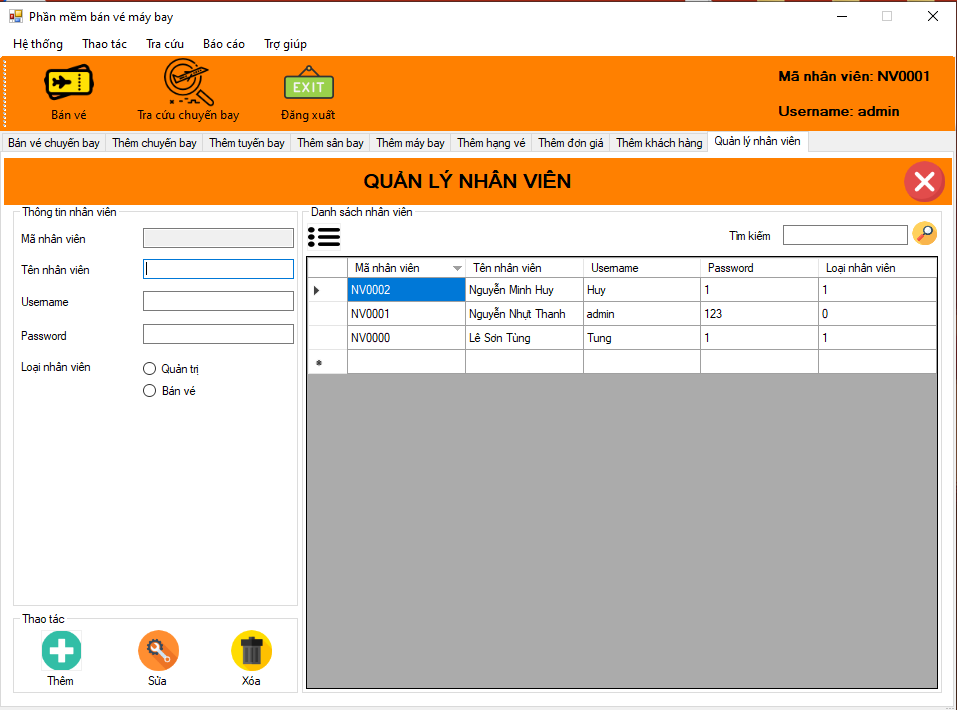 Phần mềm bán vé máy bay
Hệ thống Thao tác Tra cứu Báo cáo Trợ giúp
Bán vé
Tra cứu chuyến bay
EXIT
Đăng xuất
Mã nhân viên: NV0001
Username: admin
Bán vé chuyến bay Thêm chuyến bay Thêm tuyến bay Thêm sân bay Thêm máy bay Thêm hạng vé Thêm đơn giá Thêm khách hàng Quản lý nhân viên
QUẢN LÝ NHÂN VIÊN
Thông tin nhân viên
Mã nhân viên
Tên nhân viên
Username
Password
Loại nhân viên
Quản trị
Bán vé
Thao tác
Thêm Sửa Xóa
Danh sách nhân viên
Tìm kiếm
Mã nhân viên Tên nhân viên Username Password Loại nhân viên
NV0002 Nguyễn Minh Huy Huy 1 1
NV0001 Nguyễn Nhựt Thanh admin 123 0
NV0000 Lê Sơn Tùng Tung 1 1